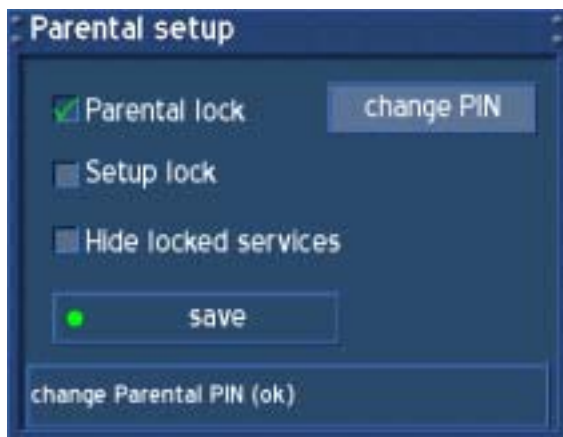 Parental setup
Parental lock
change PIN
Setup lock
Hide locked services
save
change Parental PIN (ok)